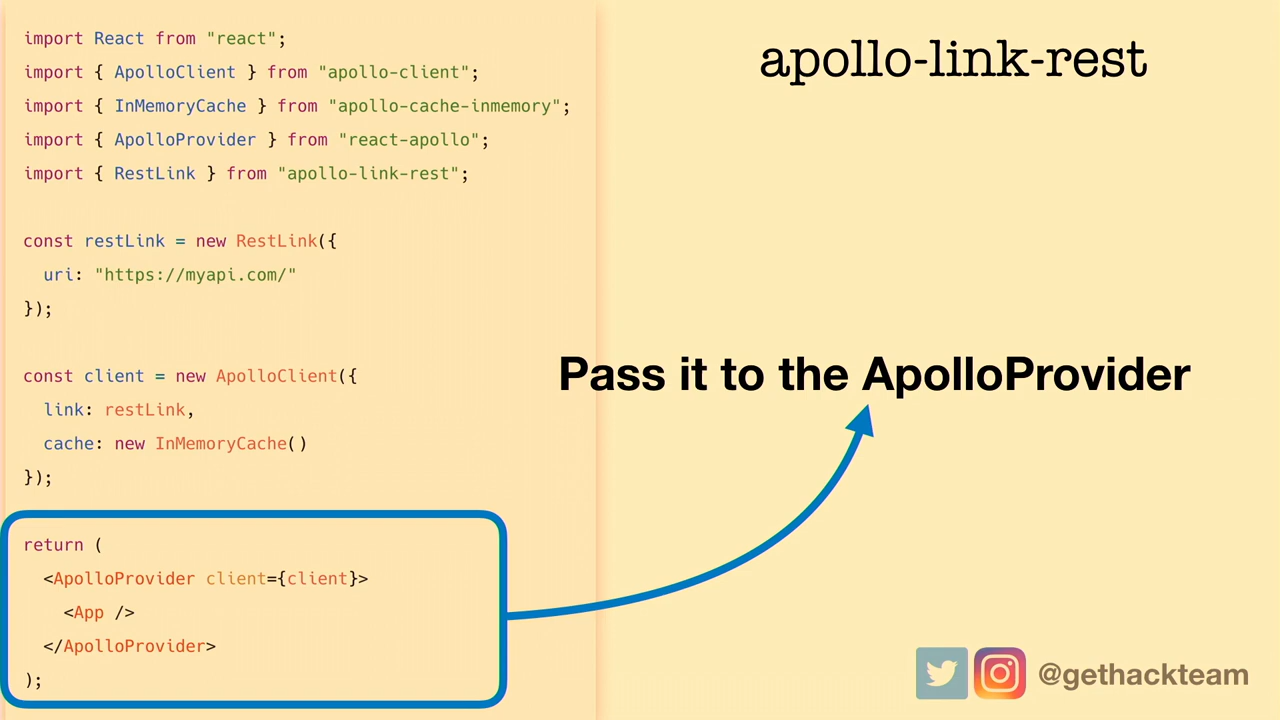 import React from "react";
import { ApolloClient } from "apollo-client";
import { InMemoryCache } from "apollo-cache-inmemory";
import { ApolloProvider } from "react-apollo";
import { RestLink } from "apollo-link-rest";
const restLink = new RestLink({
  uri: "https://myapi.com/"
});
const client = new ApolloClient({
  link: restLink,
  cache: new InMemoryCache()
});
return (
  <ApolloProvider client={client}>
    <App />
  </ApolloProvider>
);
apollo-link-rest
Pass it to the ApolloProvider
@gethackteam